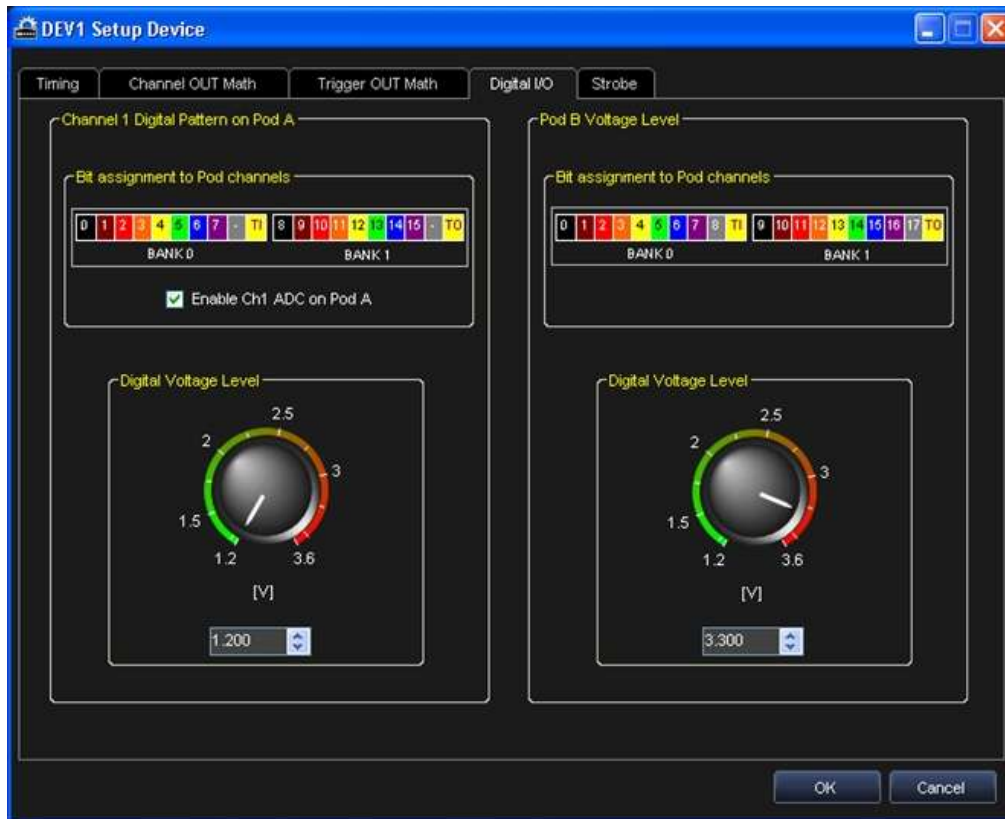 DEV1 Setup Device
Timing Channel OUT Math Trigger OUT Math Digital I/O Strobe
Channel 1 Digital Pattern on Pod A
Bit assignment to Pod channels
0 1 2 3 4 5 6 7 - TI 8 9 10 11 12 13 14 15 - TO
BANK 0 BANK 1
Enable Ch1 ADC on Pod A
Digital Voltage Level
2.5
2
3
1.5
1.2 3.6
[V]
1.200
Pod B Voltage Level
Bit assignment to Pod channels
0 1 2 3 4 5 6 7 8 TI 9 10 11 12 13 14 15 16 17 TO
BANK 0 BANK 1
Digital Voltage Level
2.5
2
3
1.5
1.2 3.6
[V]
3.300
OK Cancel